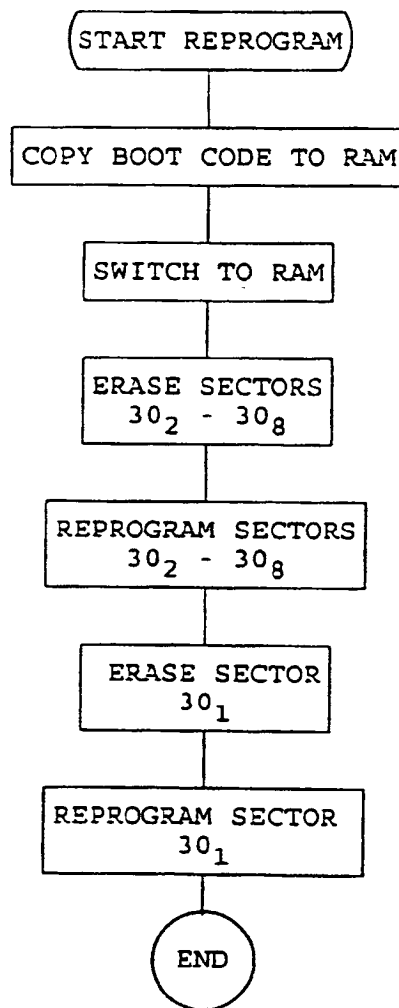 START REPROGRAM
COPY BOOT CODE TO RAM
SWITCH TO RAM
ERASE SECTORS
30₂ - 30₈
REPROGRAM SECTORS
30₂ - 30₈
ERASE SECTOR
30₁
REPROGRAM SECTOR
30₁
END